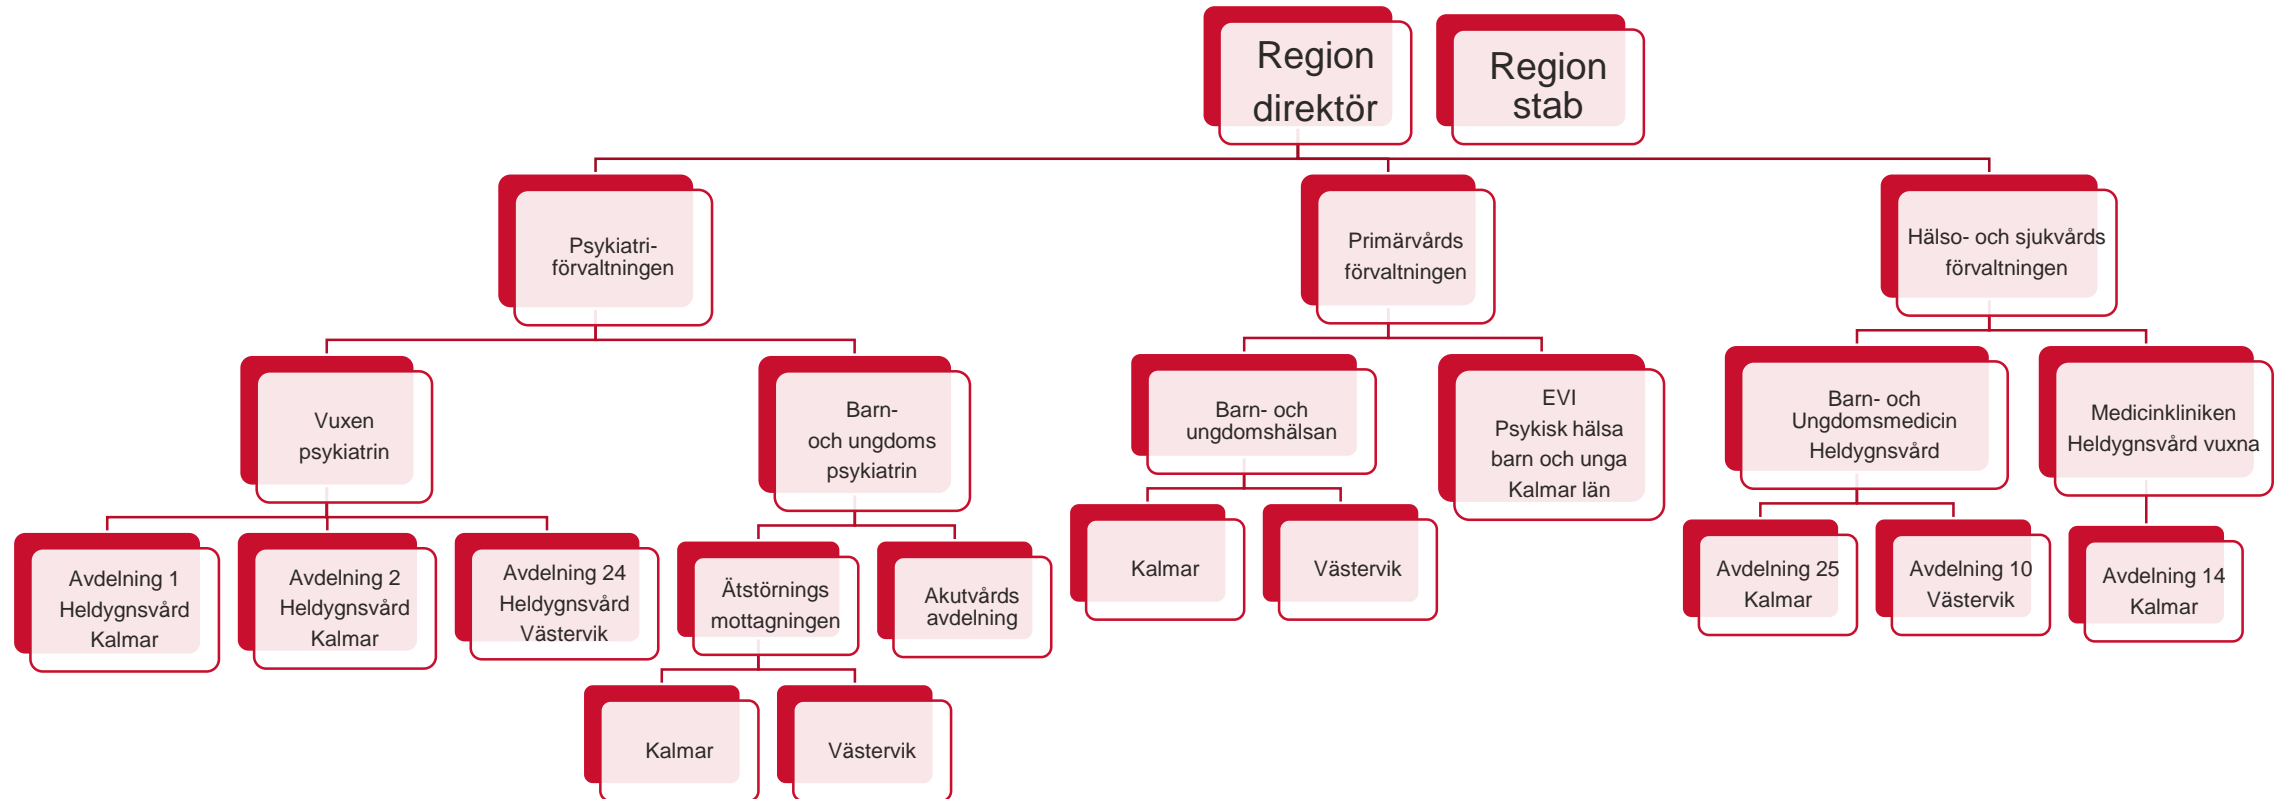 Region
direktör
Region
stab
Psykiatri-
förvaltningen
Primärvårds
förvaltningen
Hälso- och sjukvårds
förvaltningen
Vuxen
psykiatrin
Barn-
och ungdoms
psykiatrin
Barn- och
ungdomshälsan
EVI
Psykisk hälsa
barn och unga
Kalmar län
Barn- och
Ungdomsmedicin
Heldygnsvård
Medicinkliniken
Heldygnsvård vuxna
Avdelning 1
Heldygnsvård
Kalmar
Avdelning 2
Heldygnsvård
Kalmar
Avdelning 24
Heldygnsvård
Västervik
Ätstörnings
mottagningen
Akutvårds
avdelning
Kalmar
Västervik
Avdelning 25
Kalmar
Avdelning 10
Västervik
Avdelning 14
Kalmar
Kalmar
Västervik